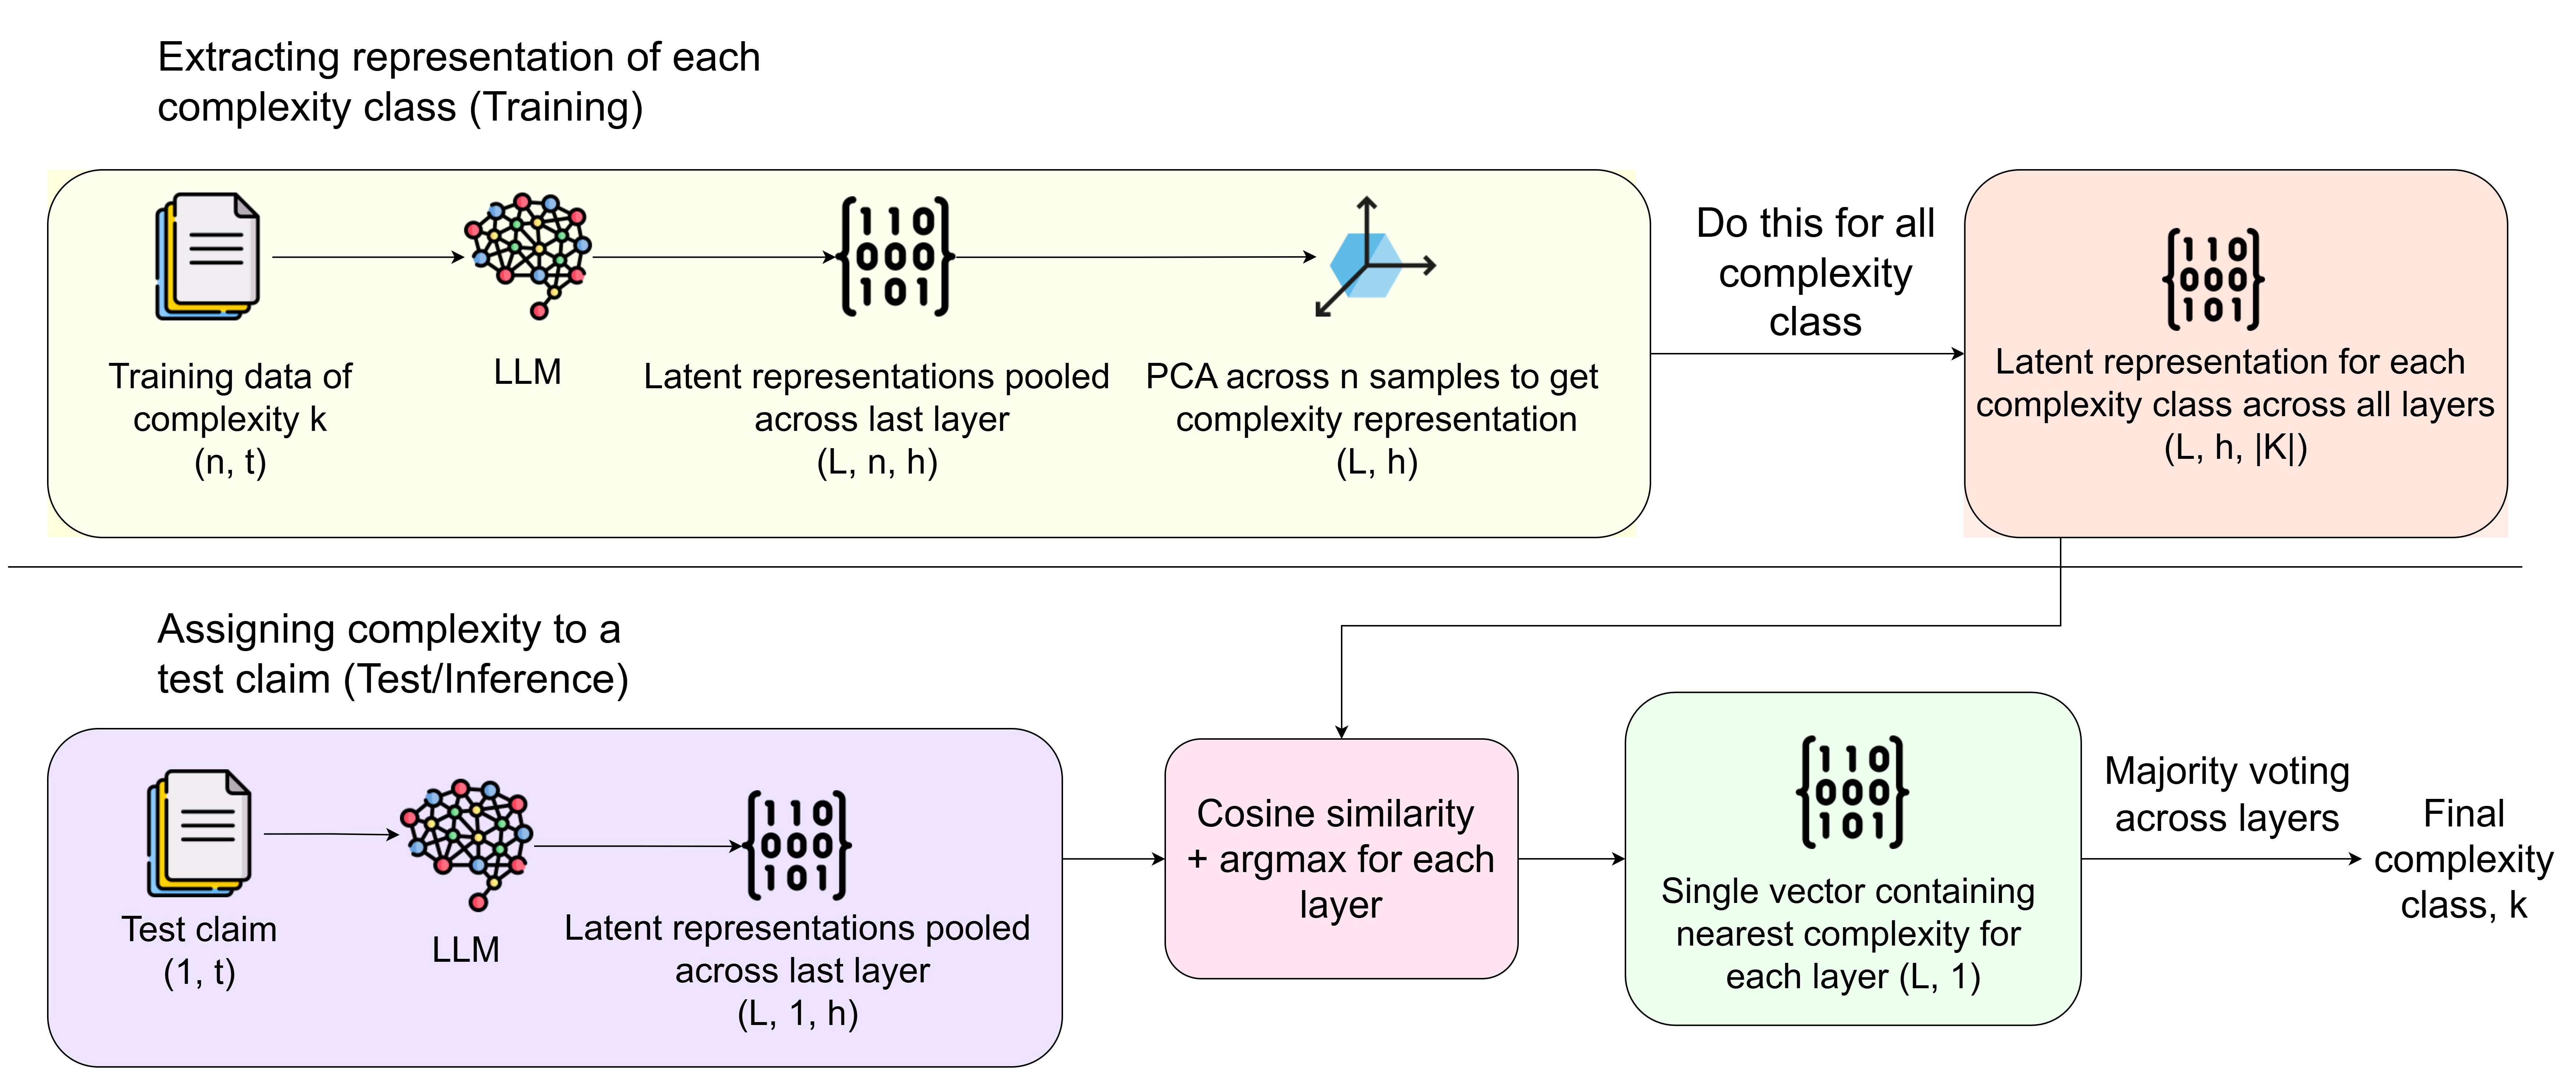 Extracting representation of each
complexity class (Training)
Training data of
complexity k
(n, t)
LLM
{110
000
101}
Latent representations pooled
across last layer
(L, n, h)
PCA across n samples to get
complexity representation
(L, h)
Do this for all
complexity
class
{110
000
101}
Latent representation for each
complexity class across all layers
(L, h, |K|)
Assigning complexity to a
test claim (Test/Inference)
Test claim
(1, t)
LLM
{110
000
101}
Latent representations pooled
across last layer
(L, 1, h)
Cosine similarity
+ argmax for each
layer
{110
000
101}
Single vector containing
nearest complexity for
each layer (L, 1)
Majority voting
across layers
Final
complexity
class, k